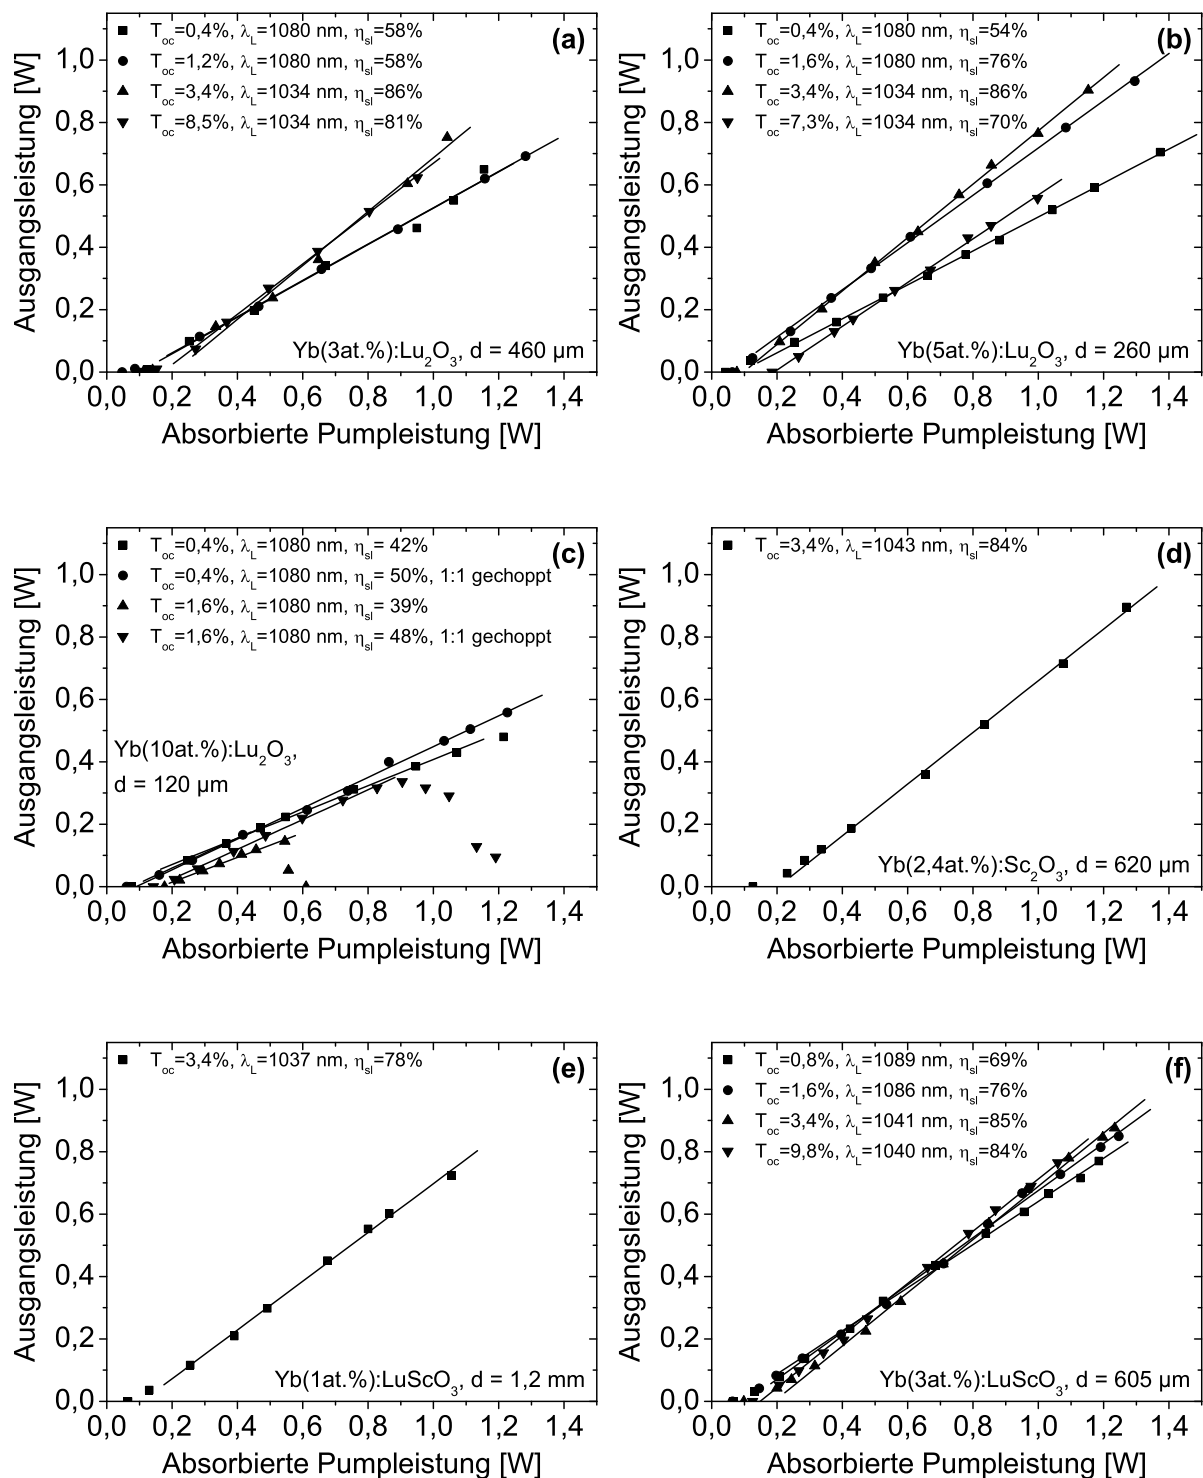 T_oc=0,4%, λ_L=1080 nm, η_sl=58%
T_oc=1,2%, λ_L=1080 nm, η_sl=58%
T_oc=3,4%, λ_L=1034 nm, η_sl=86%
T_oc=8,5%, λ_L=1034 nm, η_sl=81%
(a)
1,0
0,8
0,6
0,4
0,2
0,0
Ausgangsleistung [W]
Yb(3at.%):Lu₂O₃, d = 460 µm
0,0 0,2 0,4 0,6 0,8 1,0 1,2 1,4
Absorbierte Pumpleistung [W]
T_oc=0,4%, λ_L=1080 nm, η_sl=54%
T_oc=1,6%, λ_L=1080 nm, η_sl=76%
T_oc=3,4%, λ_L=1034 nm, η_sl=86%
T_oc=7,3%, λ_L=1034 nm, η_sl=70%
(b)
1,0
0,8
0,6
0,4
0,2
0,0
Ausgangsleistung [W]
Yb(5at.%):Lu₂O₃, d = 260 µm
0,0 0,2 0,4 0,6 0,8 1,0 1,2 1,4
Absorbierte Pumpleistung [W]
T_oc=0,4%, λ_L=1080 nm, η_sl= 42%
T_oc=0,4%, λ_L=1080 nm, η_sl= 50%, 1:1 gechoppt
T_oc=1,6%, λ_L=1080 nm, η_sl= 39%
T_oc=1,6%, λ_L=1080 nm, η_sl= 48%, 1:1 gechoppt
(c)
1,0
0,8
0,6
0,4
0,2
0,0
Ausgangsleistung [W]
Yb(10at.%):Lu₂O₃,
d = 120 µm
0,0 0,2 0,4 0,6 0,8 1,0 1,2 1,4
Absorbierte Pumpleistung [W]
T_oc=3,4%, λ_L=1043 nm, η_sl=84%
(d)
1,0
0,8
0,6
0,4
0,2
0,0
Ausgangsleistung [W]
Yb(2,4at.%):Sc₂O₃, d = 620 µm
0,0 0,2 0,4 0,6 0,8 1,0 1,2 1,4
Absorbierte Pumpleistung [W]
T_oc=3,4%, λ_L=1037 nm, η_sl=78%
(e)
1,0
0,8
0,6
0,4
0,2
0,0
Ausgangsleistung [W]
Yb(1at.%):LuScO₃, d = 1,2 mm
0,0 0,2 0,4 0,6 0,8 1,0 1,2 1,4
Absorbierte Pumpleistung [W]
T_oc=0,8%, λ_L=1089 nm, η_sl=69%
T_oc=1,6%, λ_L=1086 nm, η_sl=76%
T_oc=3,4%, λ_L=1041 nm, η_sl=85%
T_oc=9,8%, λ_L=1040 nm, η_sl=84%
(f)
1,0
0,8
0,6
0,4
0,2
0,0
Ausgangsleistung [W]
Yb(3at.%):LuScO₃, d = 605 µm
0,0 0,2 0,4 0,6 0,8 1,0 1,2 1,4
Absorbierte Pumpleistung [W]